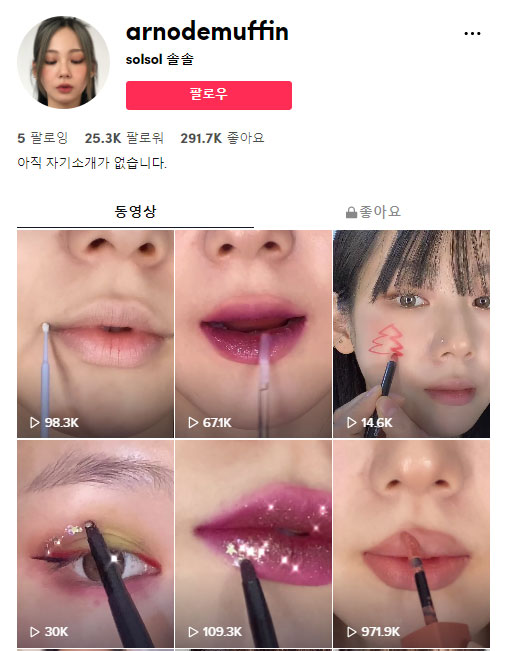 arnodemuffin
solsol 솔솔
팔로우
5 팔로잉 25.3K 팔로워 291.7K 좋아요
아직 자기소개가 없습니다.
동영상 좋아요
98.3K 67.1K 14.6K
30K 109.3K 971.9K